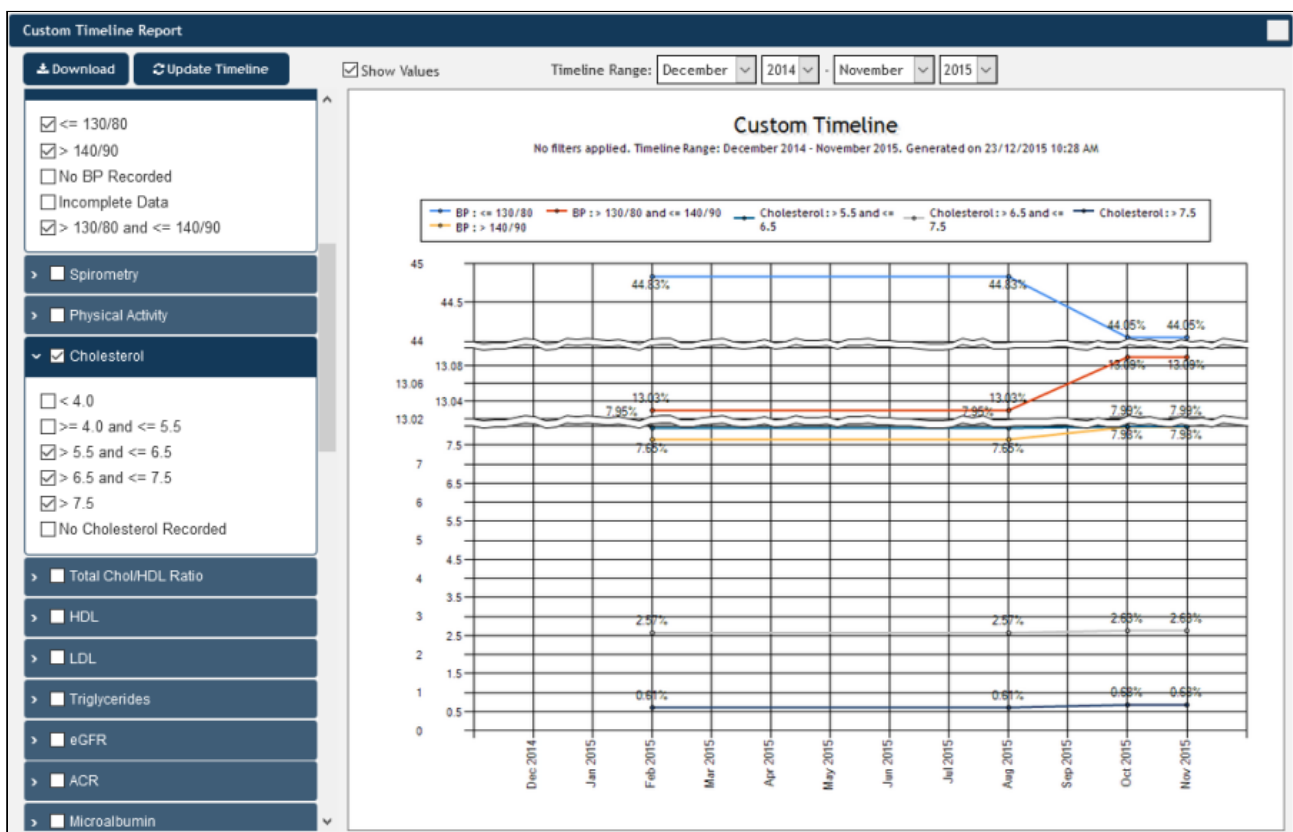 Custom Timeline Report
Download Update Timeline Show Values Timeline Range: December 2014 - November 2015
<= 130/80
> 140/90
No BP Recorded
Incomplete Data
> 130/80 and <= 140/90
Spirometry
Physical Activity
Cholesterol
< 4.0
>= 4.0 and <= 5.5
> 5.5 and <= 6.5
> 6.5 and <= 7.5
> 7.5
No Cholesterol Recorded
Total Chol/HDL Ratio
HDL
LDL
Triglycerides
eGFR
ACR
Microalbumin
Custom Timeline
No filters applied. Timeline Range: December 2014 - November 2015. Generated on 23/12/2015 10:28 AM
BP : <= 130/80
BP : > 130/80 and <= 140/90
Cholesterol : > 5.5 and <=
6.5
Cholesterol : > 6.5 and <=
7.5
Cholesterol : > 7.5
BP : > 140/90
45
44.83% 44.83%
44.5
44.05% 44.05%
44
13.08
13.09% 13.09%
13.06
13.04
13.03% 13.03%
7.95% 7.95% 7.99% 7.99%
13.02
7.98% 7.98%
7.5
7.65% 7.65%
7
6.5
6
5.5
5
4.5
4
3.5
3
2.57% 2.57% 2.63% 2.63%
2.5
2
1.5
1
0.61% 0.61% 0.68% 0.68%
0.5
0
Dec 2014
Jan 2015
Feb 2015
Mar 2015
Apr 2015
May 2015
Jun 2015
Jul 2015
Aug 2015
Sep 2015
Oct 2015
Nov 2015